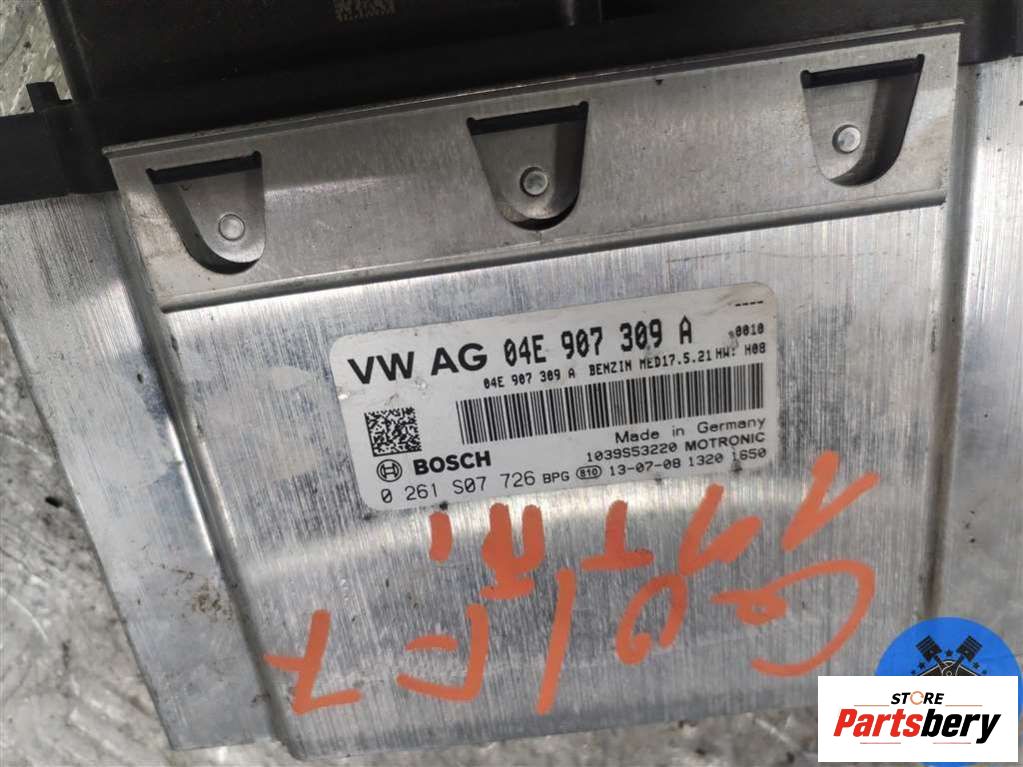 ----
VW AG 04E 907 309 A 0010
04E 907 309 A BENZIN MED17.5.21 HW: H08
Made in Germany
BOSCH 1039S53220 MOTRONIC
0 261 S07 726 BPG 810 13-07-08 1320 1650
GOLF 7
STORE
Partsbery